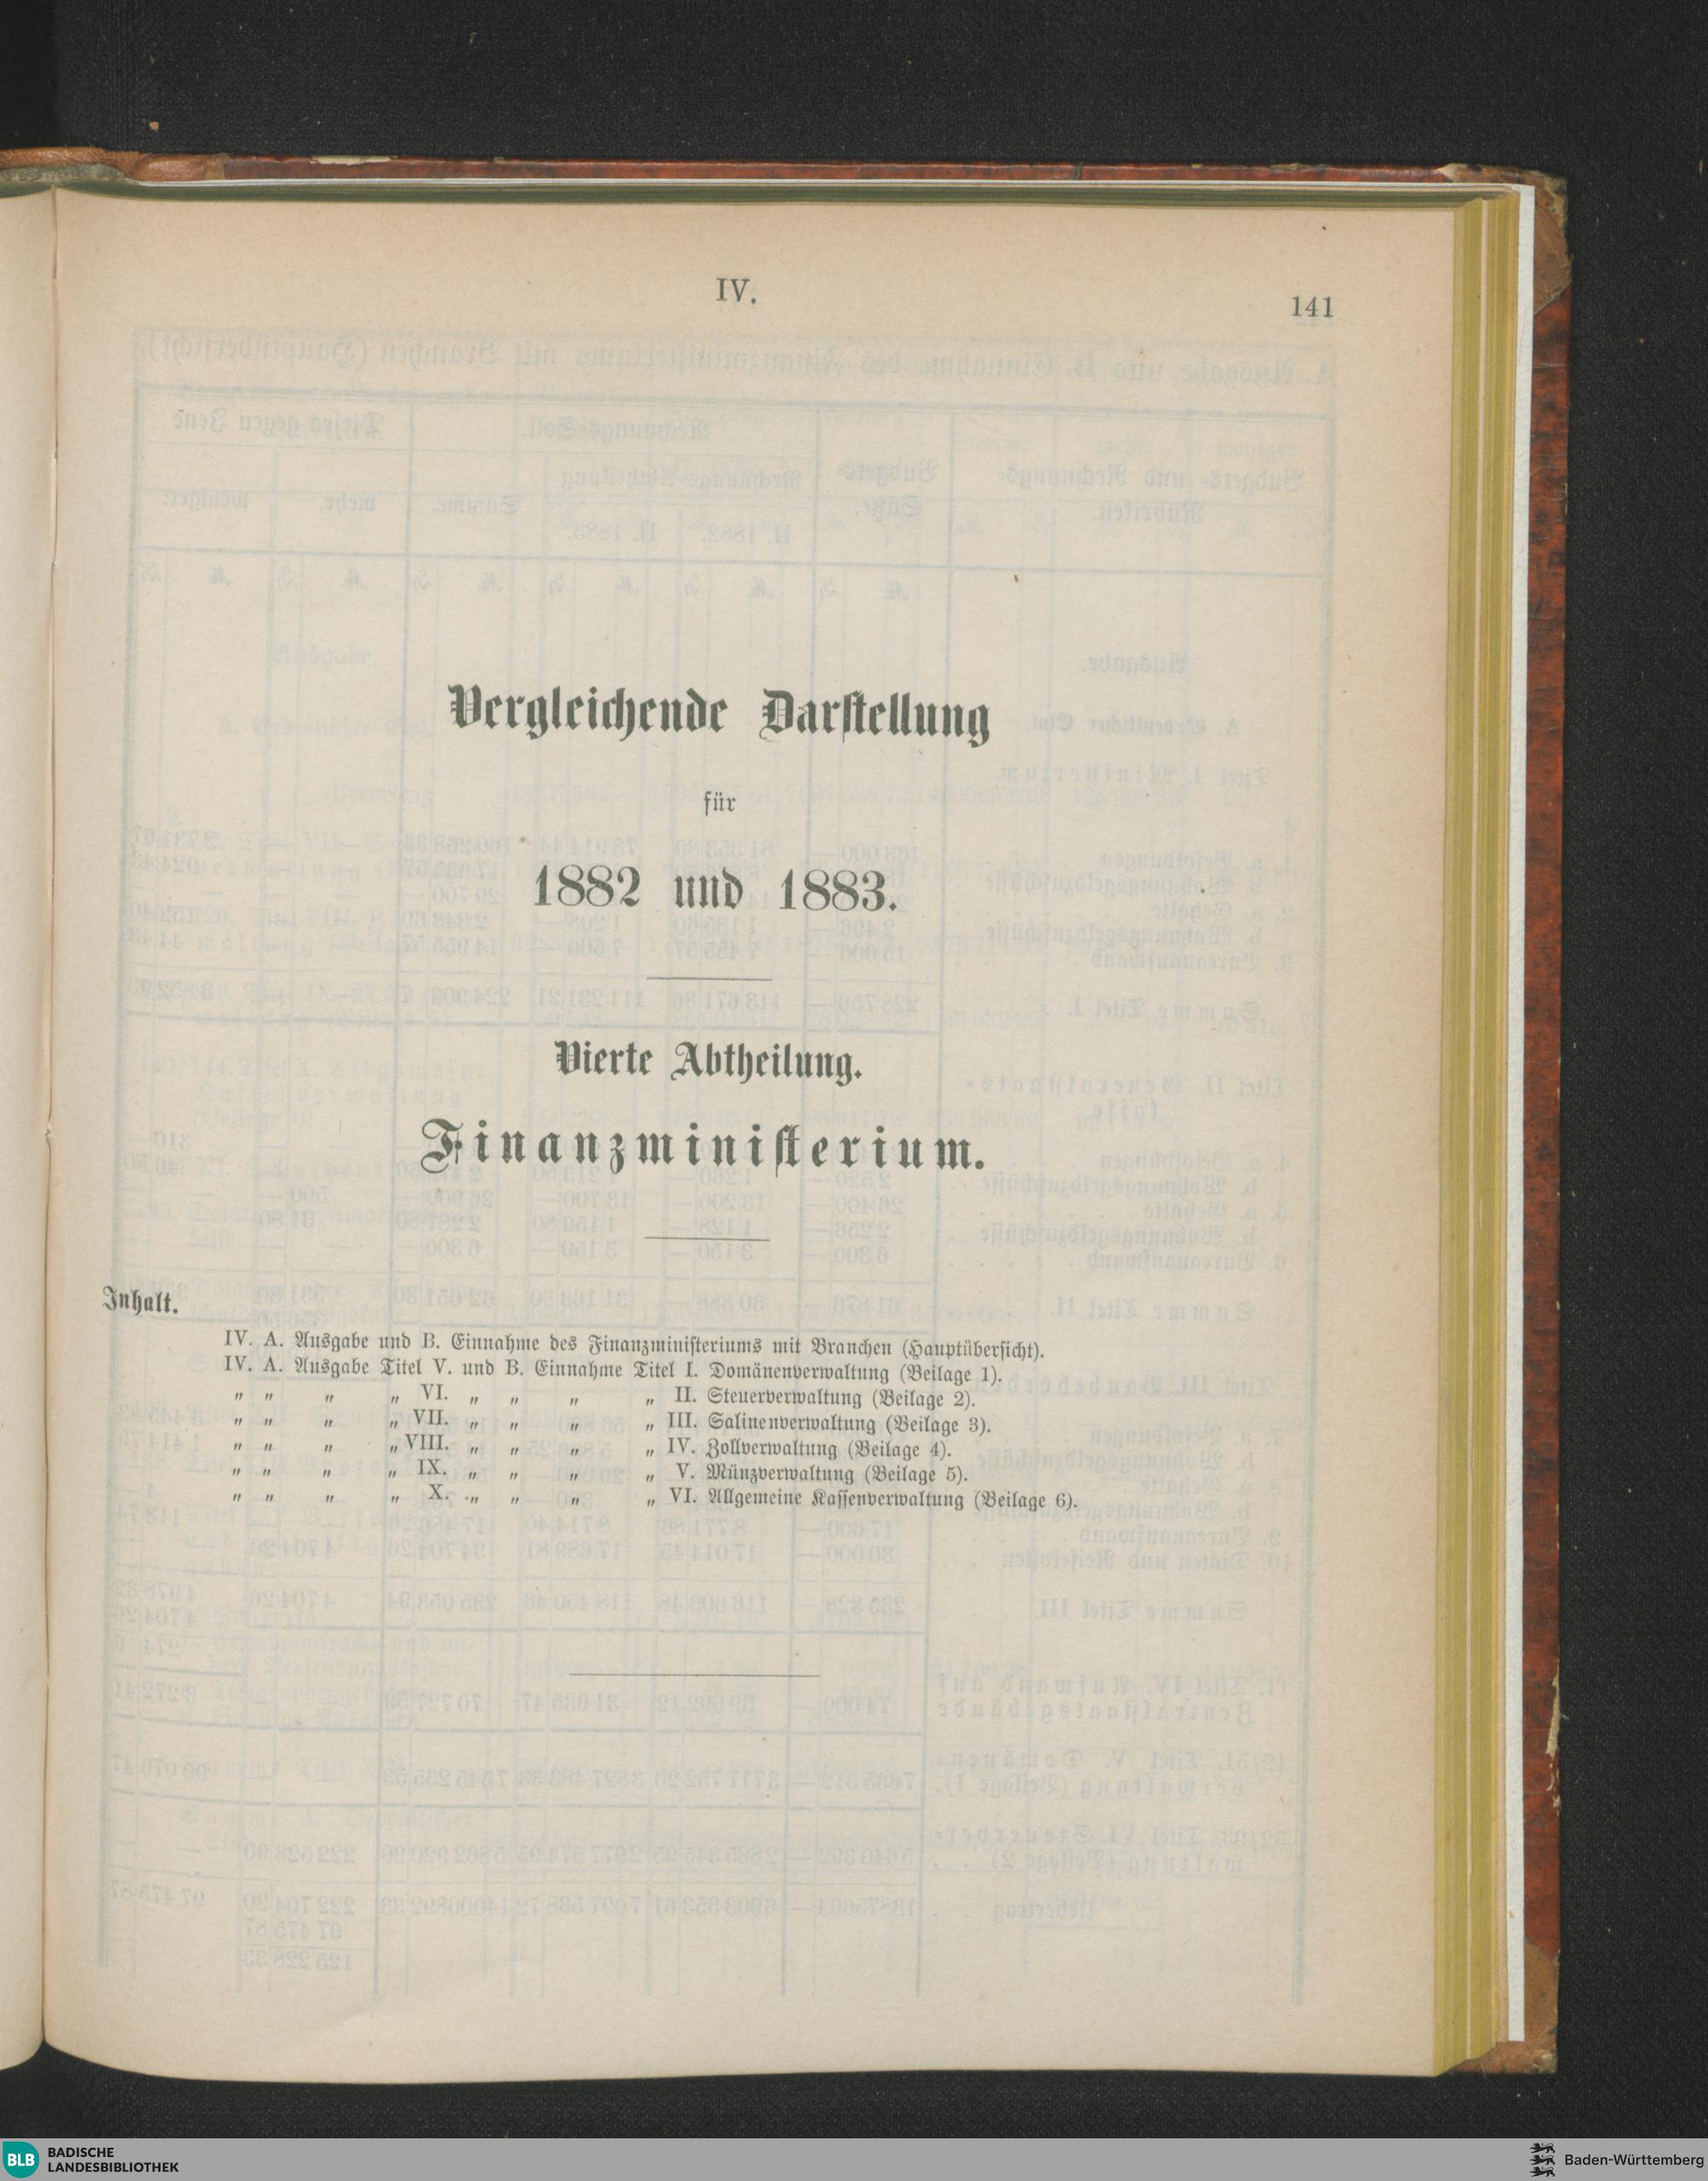 IV.
141
Vergleichende Darstellung
für
1882 und 1883.
Vierte Abtheilung.
Finanzministerium.
Inhalt.
IV. A. Ausgabe und B. Einnahme des Finanzministeriums mit Branchen (Hauptübersicht).
IV. A. Ausgabe Titel V. und B. Einnahme Titel I. Domänenverwaltung (Beilage 1).
„ „ „ „ VI. „ „ „ „ II. Steuerverwaltung (Beilage 2).
„ „ „ „ VII. „ „ „ „ III. Salinenverwaltung (Beilage 3).
„ „ „ „ VIII. „ „ „ „ IV. Zollverwaltung (Beilage 4).
„ „ „ „ IX. „ „ „ „ V. Münzverwaltung (Beilage 5).
„ „ „ „ X. „ „ „ „ VI. Allgemeine Kassenverwaltung (Beilage 6).
BLB BADISCHE
LANDESBIBLIOTHEK
Baden-Württemberg